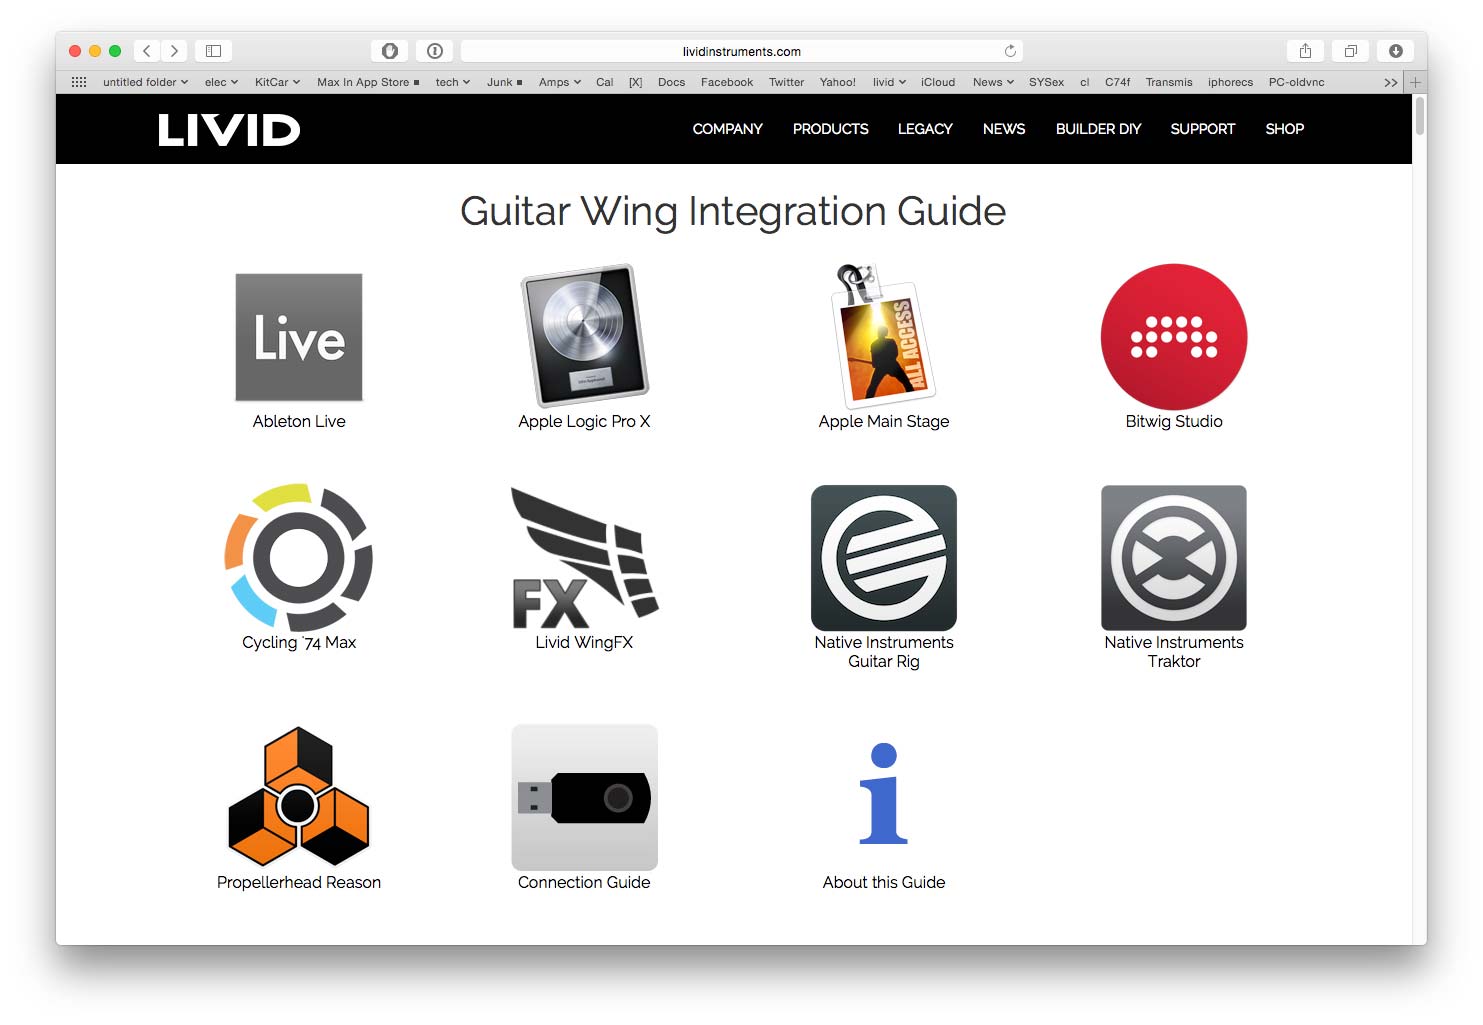 lividinstruments.com
untitled folder elec KitCar Max In App Store tech Junk Amps Cal [X] Docs Facebook Twitter Yahoo! livid iCloud News SYSex cl C74f Transmis iphorecs PC-oldvnc >> +
LIVID COMPANY PRODUCTS LEGACY NEWS BUILDER DIY SUPPORT SHOP
Guitar Wing Integration Guide
Live
ALL ACCESS
Ableton Live
Apple Logic Pro X
Apple Main Stage
Bitwig Studio
FX
Cycling '74 Max
Livid WingFX
Native Instruments
Guitar Rig
Native Instruments
Traktor
i
Propellerhead Reason
Connection Guide
About this Guide